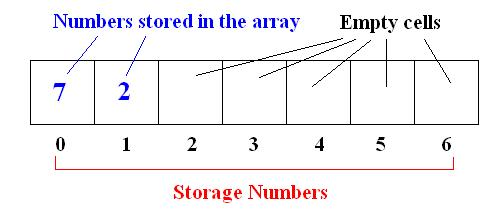 Numbers stored in the array Empty cells
7 2
0 1 2 3 4 5 6
Storage Numbers